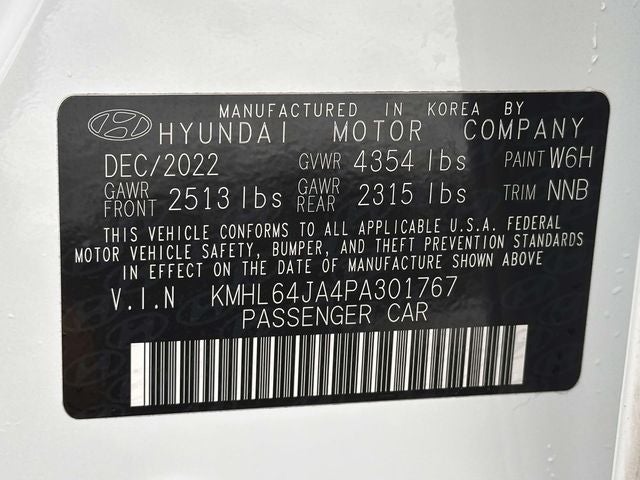 MANUFACTURED IN KOREA BY
HYUNDAI MOTOR COMPANY
DEC/2022 GVWR 4354 lbs PAINT W6H
GAWR FRONT 2513 lbs GAWR REAR 2315 lbs TRIM NNB
THIS VEHICLE CONFORMS TO ALL APPLICABLE U.S.A. FEDERAL
MOTOR VEHICLE SAFETY, BUMPER, AND THEFT PREVENTION STANDARDS
IN EFFECT ON THE DATE OF MANUFACTURE SHOWN ABOVE
V.I.N KMHL64JA4PA301767
PASSENGER CAR